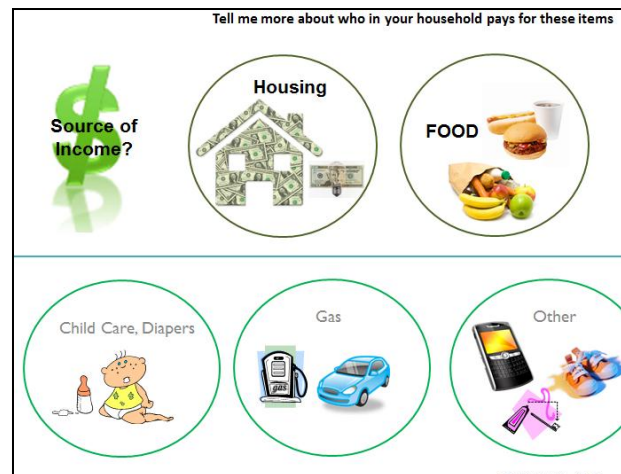 Tell me more about who in your household pays for these items
Source of
Income?
Housing
FOOD
Child Care, Diapers
Gas
gas
Other